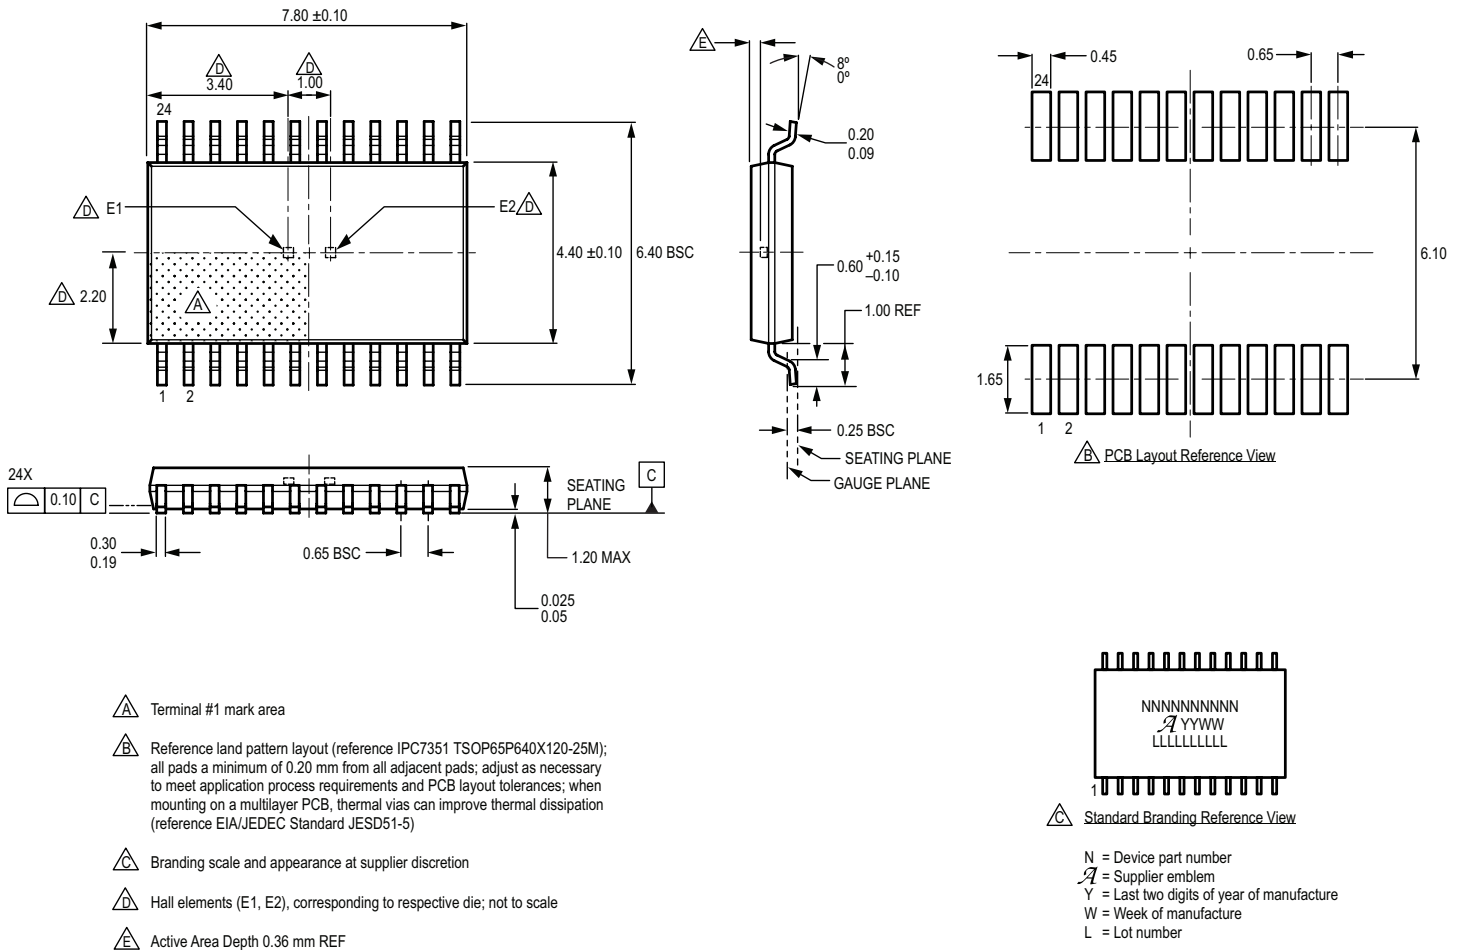 7.80 ±0.10
D
3.40
D
1.00
24
D E1
E2 D
4.40 ±0.10
6.40 BSC
D 2.20
A
1 2
E
8º
0º
0.20
0.09
0.60 +0.15
–0.10
1.00 REF
0.25 BSC
SEATING PLANE
GAUGE PLANE
24
0.45
0.65
6.10
1.65
1 2
B PCB Layout Reference View
24X
0.10 C
SEATING
PLANE
C
0.30
0.19
0.65 BSC
1.20 MAX
0.025
0.05
A Terminal #1 mark area
B Reference land pattern layout (reference IPC7351 TSOP65P640X120-25M);
all pads a minimum of 0.20 mm from all adjacent pads; adjust as necessary
to meet application process requirements and PCB layout tolerances; when
mounting on a multilayer PCB, thermal vias can improve thermal dissipation
(reference EIA/JEDEC Standard JESD51-5)
C Branding scale and appearance at supplier discretion
D Hall elements (E1, E2), corresponding to respective die; not to scale
E Active Area Depth 0.36 mm REF
NNNNNNNNNN
A YYWW
LLLLLLLLLL
1
C Standard Branding Reference View
N = Device part number
A = Supplier emblem
Y = Last two digits of year of manufacture
W = Week of manufacture
L = Lot number